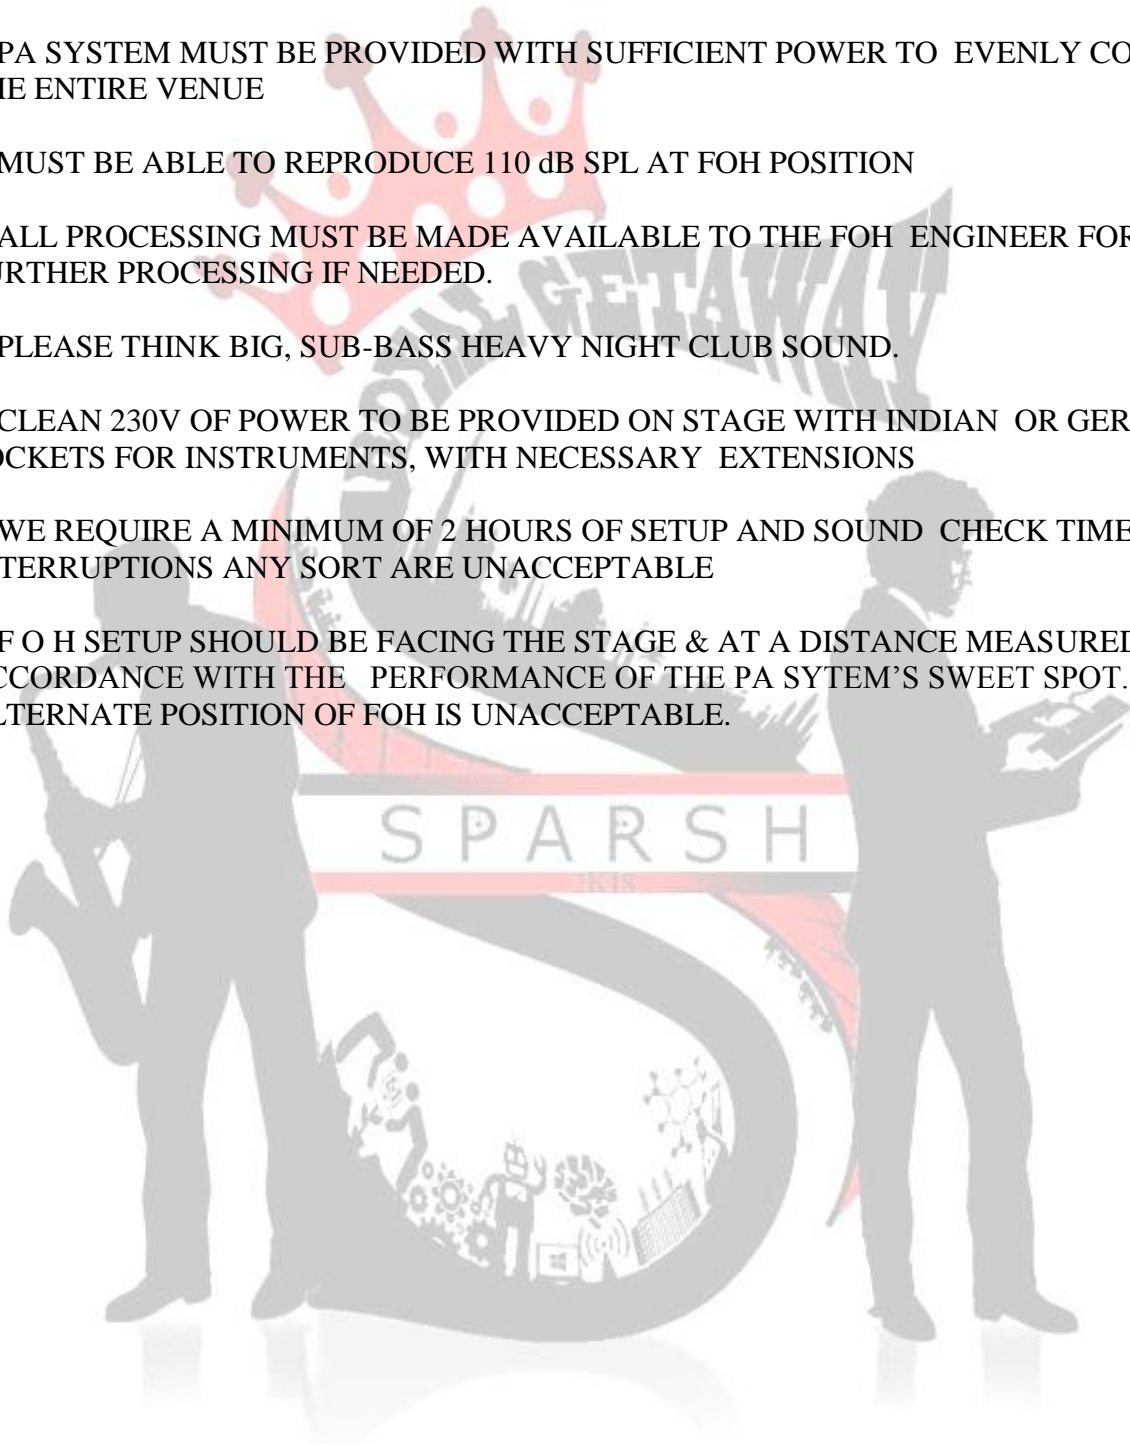 PA SYSTEM MUST BE PROVIDED WITH SUFFICIENT POWER TO EVENLY CO
HE ENTIRE VENUE
MUST BE ABLE TO REPRODUCE 110 dB SPL AT FOH POSITION
ALL PROCESSING MUST BE MADE AVAILABLE TO THE FOH ENGINEER FOR
URTHER PROCESSING IF NEEDED.
PLEASE THINK BIG, SUB-BASS HEAVY NIGHT CLUB SOUND.
CLEAN 230V OF POWER TO BE PROVIDED ON STAGE WITH INDIAN OR GER
OCKETS FOR INSTRUMENTS, WITH NECESSARY EXTENSIONS
WE REQUIRE A MINIMUM OF 2 HOURS OF SETUP AND SOUND CHECK TIME
TERRUPTIONS ANY SORT ARE UNACCEPTABLE
F O H SETUP SHOULD BE FACING THE STAGE & AT A DISTANCE MEASURED
CCORDANCE WITH THE PERFORMANCE OF THE PA SYTEM'S SWEET SPOT.
LTERNATE POSITION OF FOH IS UNACCEPTABLE.
ROYAL GETAWAY
SPARSH